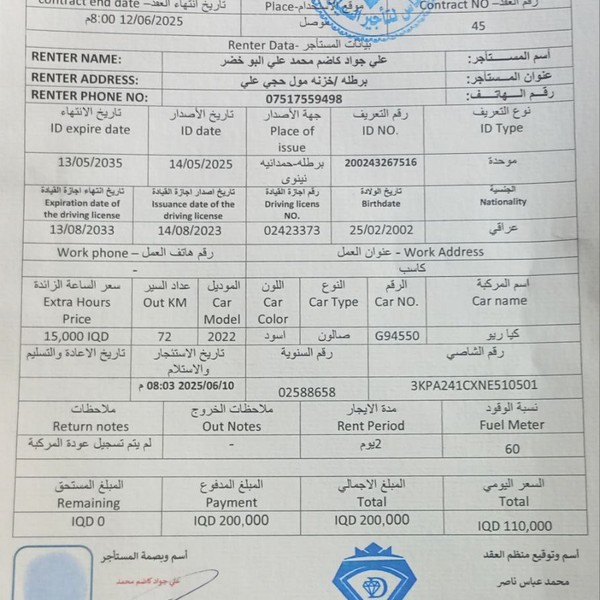 Contract end date – تاريخ انتهاء العقد
Place-
Contract NO – رقم العقد
8:00م 12/06/2025
موصل
45
Renter Data- بيانات المستأجر
RENTER NAME: علي جواد كاظم محمد علي البو خضر اسم المستأجر:
RENTER ADDRESS: برطله /خزنه مول حجي علي عنوان المستأجر:
RENTER PHONE NO: 07517559498 رقم الهاتف:
تاريخ الانتهاء تاريخ الأصدار جهة الأصدار رقم التعريف نوع التعريف
ID expire date ID date Place of issue ID NO. ID Type
13/05/2035 14/05/2025 برطله-حمدانيه نينوى 200243267516 موحدة
تاريخ انتهاء اجازة القيادة تاريخ اصدار اجازة القيادة رقم اجازة القيادة تاريخ الولادة الجنسية
Expiration date of the driving license Issuance date of the driving license Driving licens NO. Birthdate Nationality
13/08/2033 14/08/2023 02423373 25/02/2002 عراقي
Work phone – رقم هاتف العمل Work Address - عنوان العمل
- كاسب
سعر الساعة الزائدة عداد السير الموديل اللون النوع الرقم اسم المركبة
Extra Hours Price Out KM Car Model Car Color Car Type Car NO. Car name
15,000 IQD 72 2022 اسود صالون G94550 كيا ريو
تاريخ الاعادة والتسليم تاريخ الاستئجار والاستلام رقم السنوية رقم الشاصي
2025/06/10 08:03 م 02588658 3KPA241CXNE510501
ملاحظات ملاحظات الخروج مدة الايجار نسبة الوقود
Return notes Out Notes Rent Period Fuel Meter
لم يتم تسجيل عودة المركبة - 2يوم 60
المبلغ المستحق المبلغ المدفوع المبلغ الاجمالي السعر اليومي
Remaining Payment Total Total
IQD 0 IQD 200,000 IQD 200,000 IQD 110,000
أسم وبصمة المستأجر أسم وتوقيع منظم العقد
علي جواد كاضم محمد محمد عباس ناصر
D